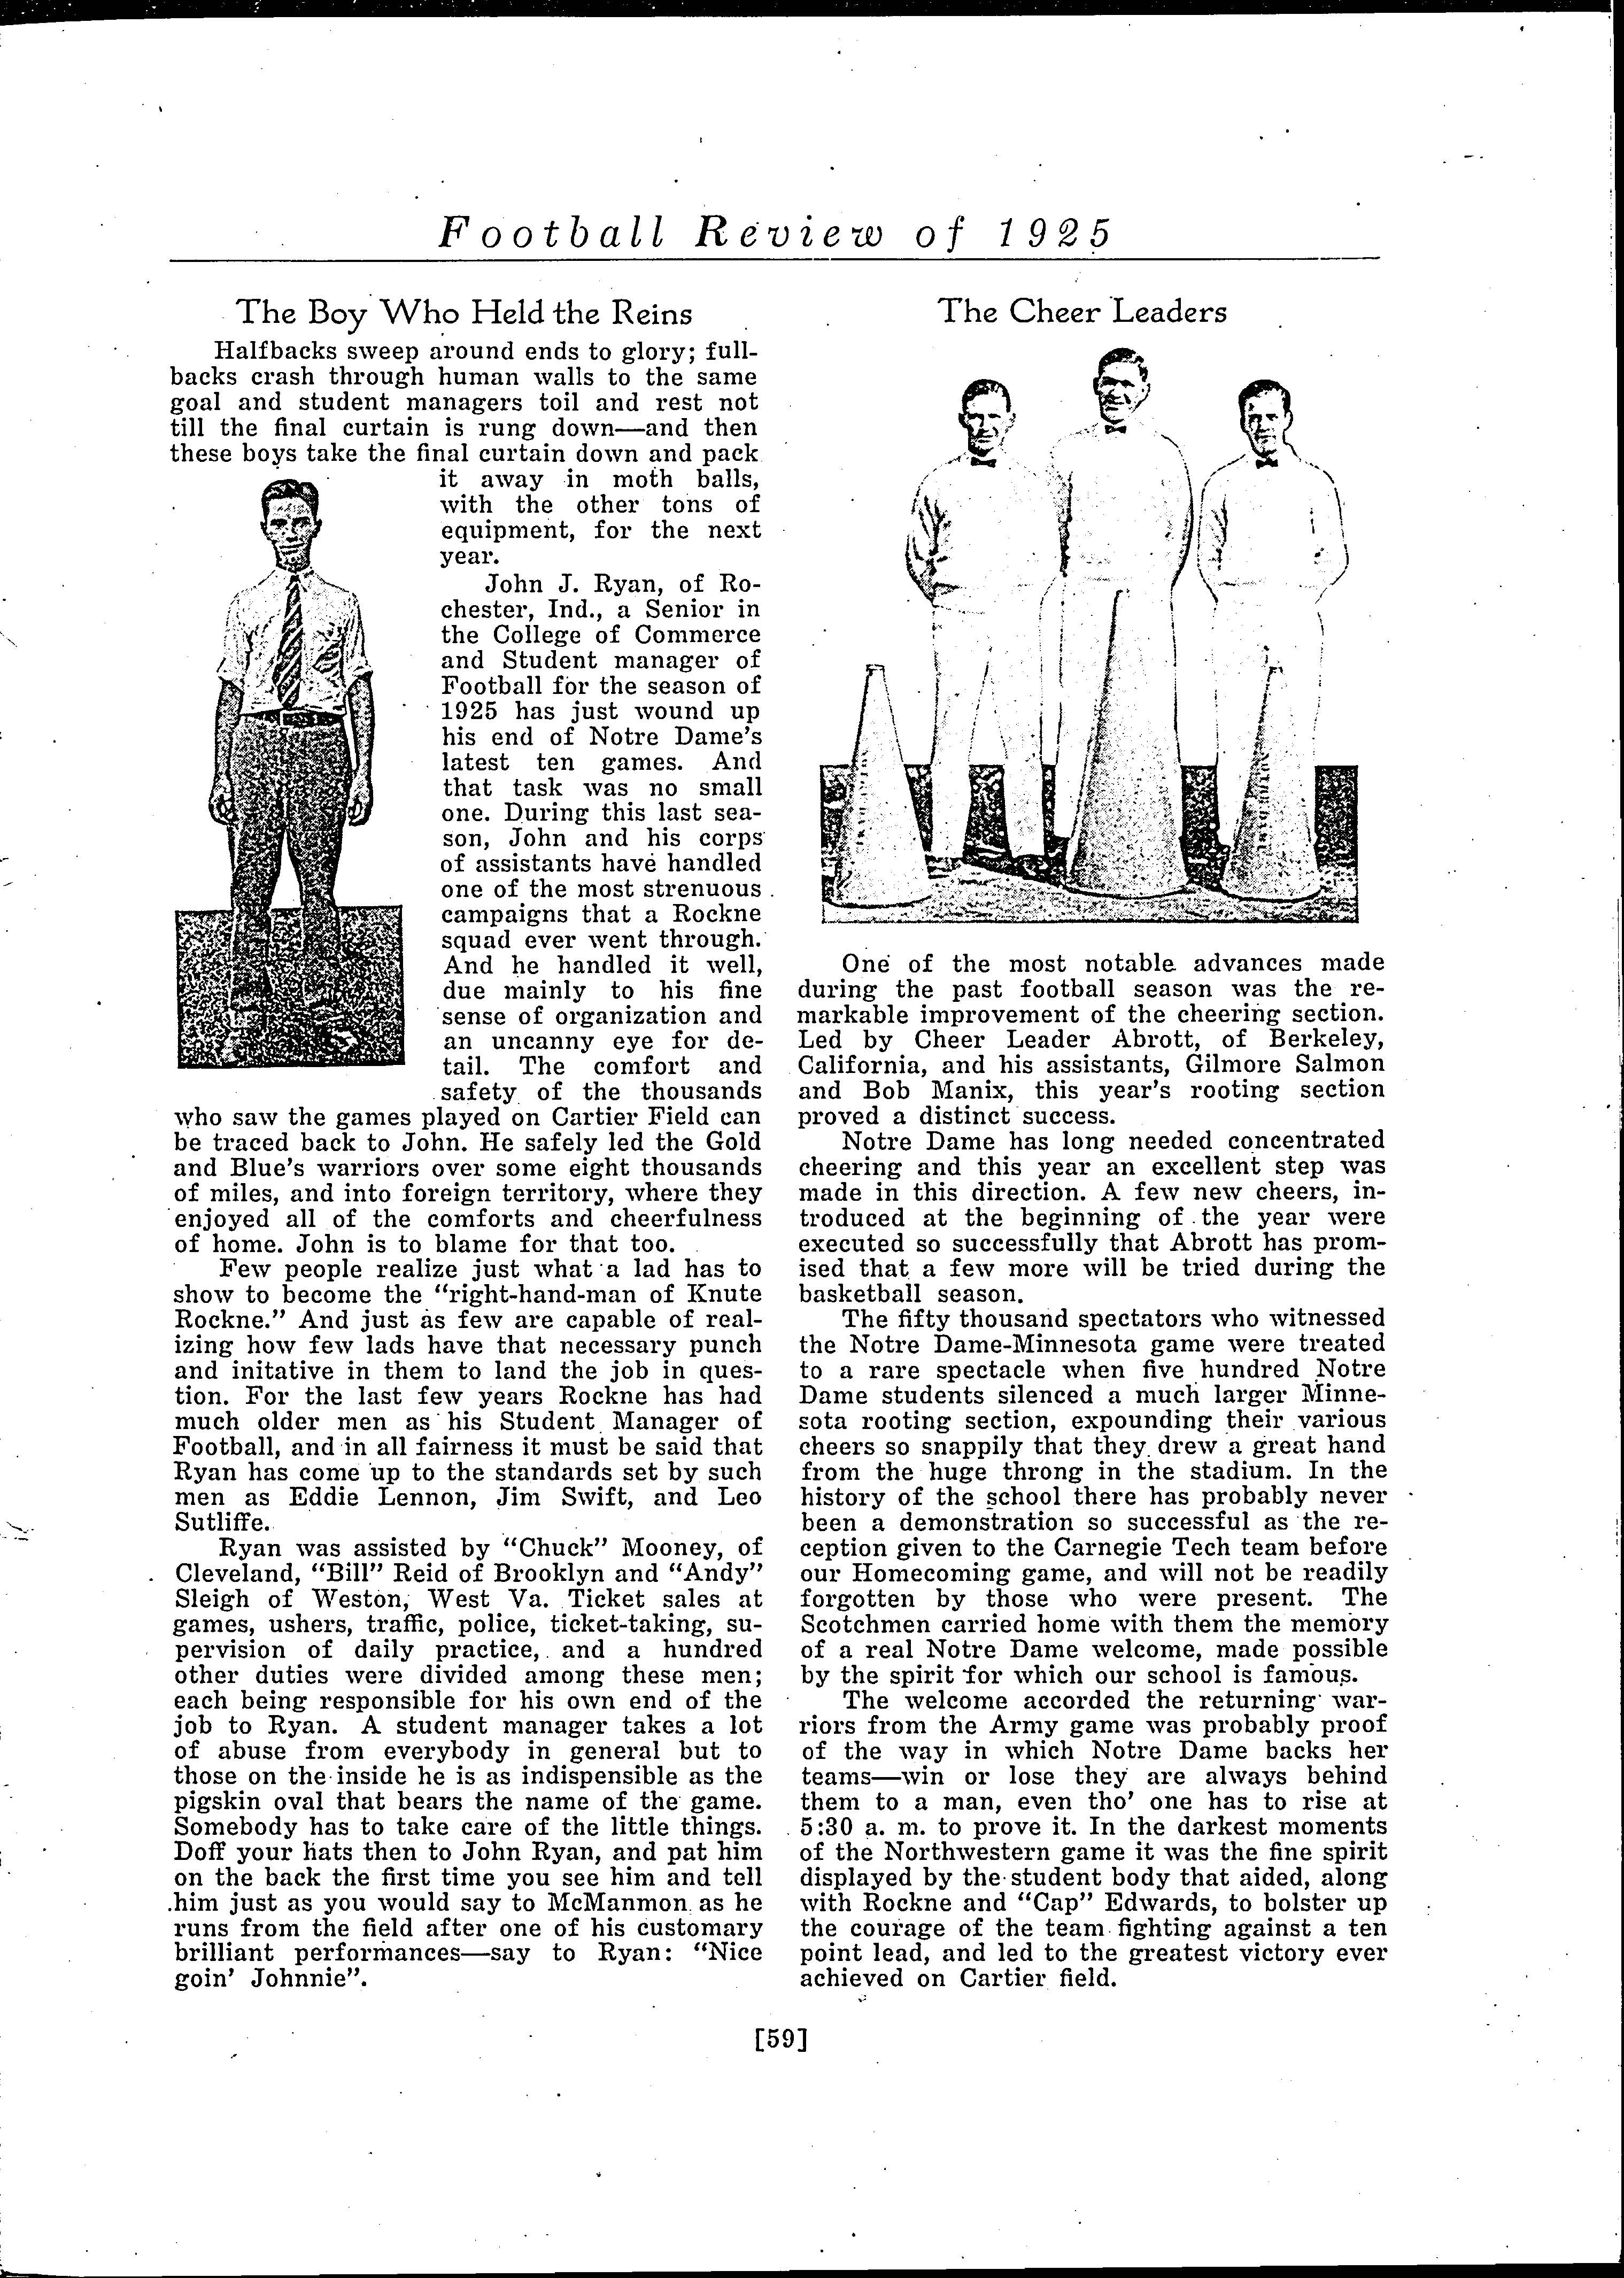 Football Review of 1925
The Boy Who Held the Reins
Halfbacks sweep around ends to glory; full-
backs crash through human walls to the same
goal and student managers toil and rest not
till the final curtain is rung down—and then
these boys take the final curtain down and pack
it away in moth balls,
with the other tons of
equipment, for the next
year.
John J. Ryan, of Ro-
chester, Ind., a Senior in
the College of Commerce
and Student manager of
Football for the season of
1925 has just wound up
his end of Notre Dame's
latest ten games. And
that task was no small
one. During this last sea-
son, John and his corps
of assistants have handled
one of the most strenuous
campaigns that a Rockne
squad ever went through.
And he handled it well,
due mainly to his fine
sense of organization and
an uncanny eye for de-
tail. The comfort and
safety of the thousands
who saw the games played on Cartier Field can
be traced back to John. He safely led the Gold
and Blue's warriors over some eight thousands
of miles, and into foreign territory, where they
enjoyed all of the comforts and cheerfulness
of home. John is to blame for that too.
Few people realize just what a lad has to
show to become the "right-hand-man of Knute
Rockne." And just as few are capable of real-
izing how few lads have that necessary punch
and initative in them to land the job in ques-
tion. For the last few years Rockne has had
much older men as his Student Manager of
Football, and in all fairness it must be said that
Ryan has come up to the standards set by such
men as Eddie Lennon, Jim Swift, and Leo
Sutliffe.
Ryan was assisted by "Chuck" Mooney, of
Cleveland, "Bill" Reid of Brooklyn and "Andy"
Sleigh of Weston, West Va. Ticket sales at
games, ushers, traffic, police, ticket-taking, su-
pervision of daily practice, and a hundred
other duties were divided among these men;
each being responsible for his own end of the
job to Ryan. A student manager takes a lot
of abuse from everybody in general but to
those on the inside he is as indispensible as the
pigskin oval that bears the name of the game.
Somebody has to take care of the little things.
Doff your hats then to John Ryan, and pat him
on the back the first time you see him and tell
him just as you would say to McManmon as he
runs from the field after one of his customary
brilliant performances—say to Ryan: "Nice
goin' Johnnie".
The Cheer Leaders
One of the most notable advances made
during the past football season was the re-
markable improvement of the cheering section.
Led by Cheer Leader Abrott, of Berkeley,
California, and his assistants, Gilmore Salmon
and Bob Manix, this year's rooting section
proved a distinct success.
Notre Dame has long needed concentrated
cheering and this year an excellent step was
made in this direction. A few new cheers, in-
troduced at the beginning of the year were
executed so successfully that Abrott has prom-
ised that a few more will be tried during the
basketball season.
The fifty thousand spectators who witnessed
the Notre Dame-Minnesota game were treated
to a rare spectacle when five hundred Notre
Dame students silenced a much larger Minne-
sota rooting section, expounding their various
cheers so snappily that they drew a great hand
from the huge throng in the stadium. In the
history of the school there has probably never
been a demonstration so successful as the re-
ception given to the Carnegie Tech team before
our Homecoming game, and will not be readily
forgotten by those who were present. The
Scotchmen carried home with them the memory
of a real Notre Dame welcome, made possible
by the spirit for which our school is famous.
The welcome accorded the returning war-
riors from the Army game was probably proof
of the way in which Notre Dame backs her
teams—win or lose they are always behind
them to a man, even tho' one has to rise at
5:30 a. m. to prove it. In the darkest moments
of the Northwestern game it was the fine spirit
displayed by the student body that aided, along
with Rockne and "Cap" Edwards, to bolster up
the courage of the team fighting against a ten
point lead, and led to the greatest victory ever
achieved on Cartier field.
[59]